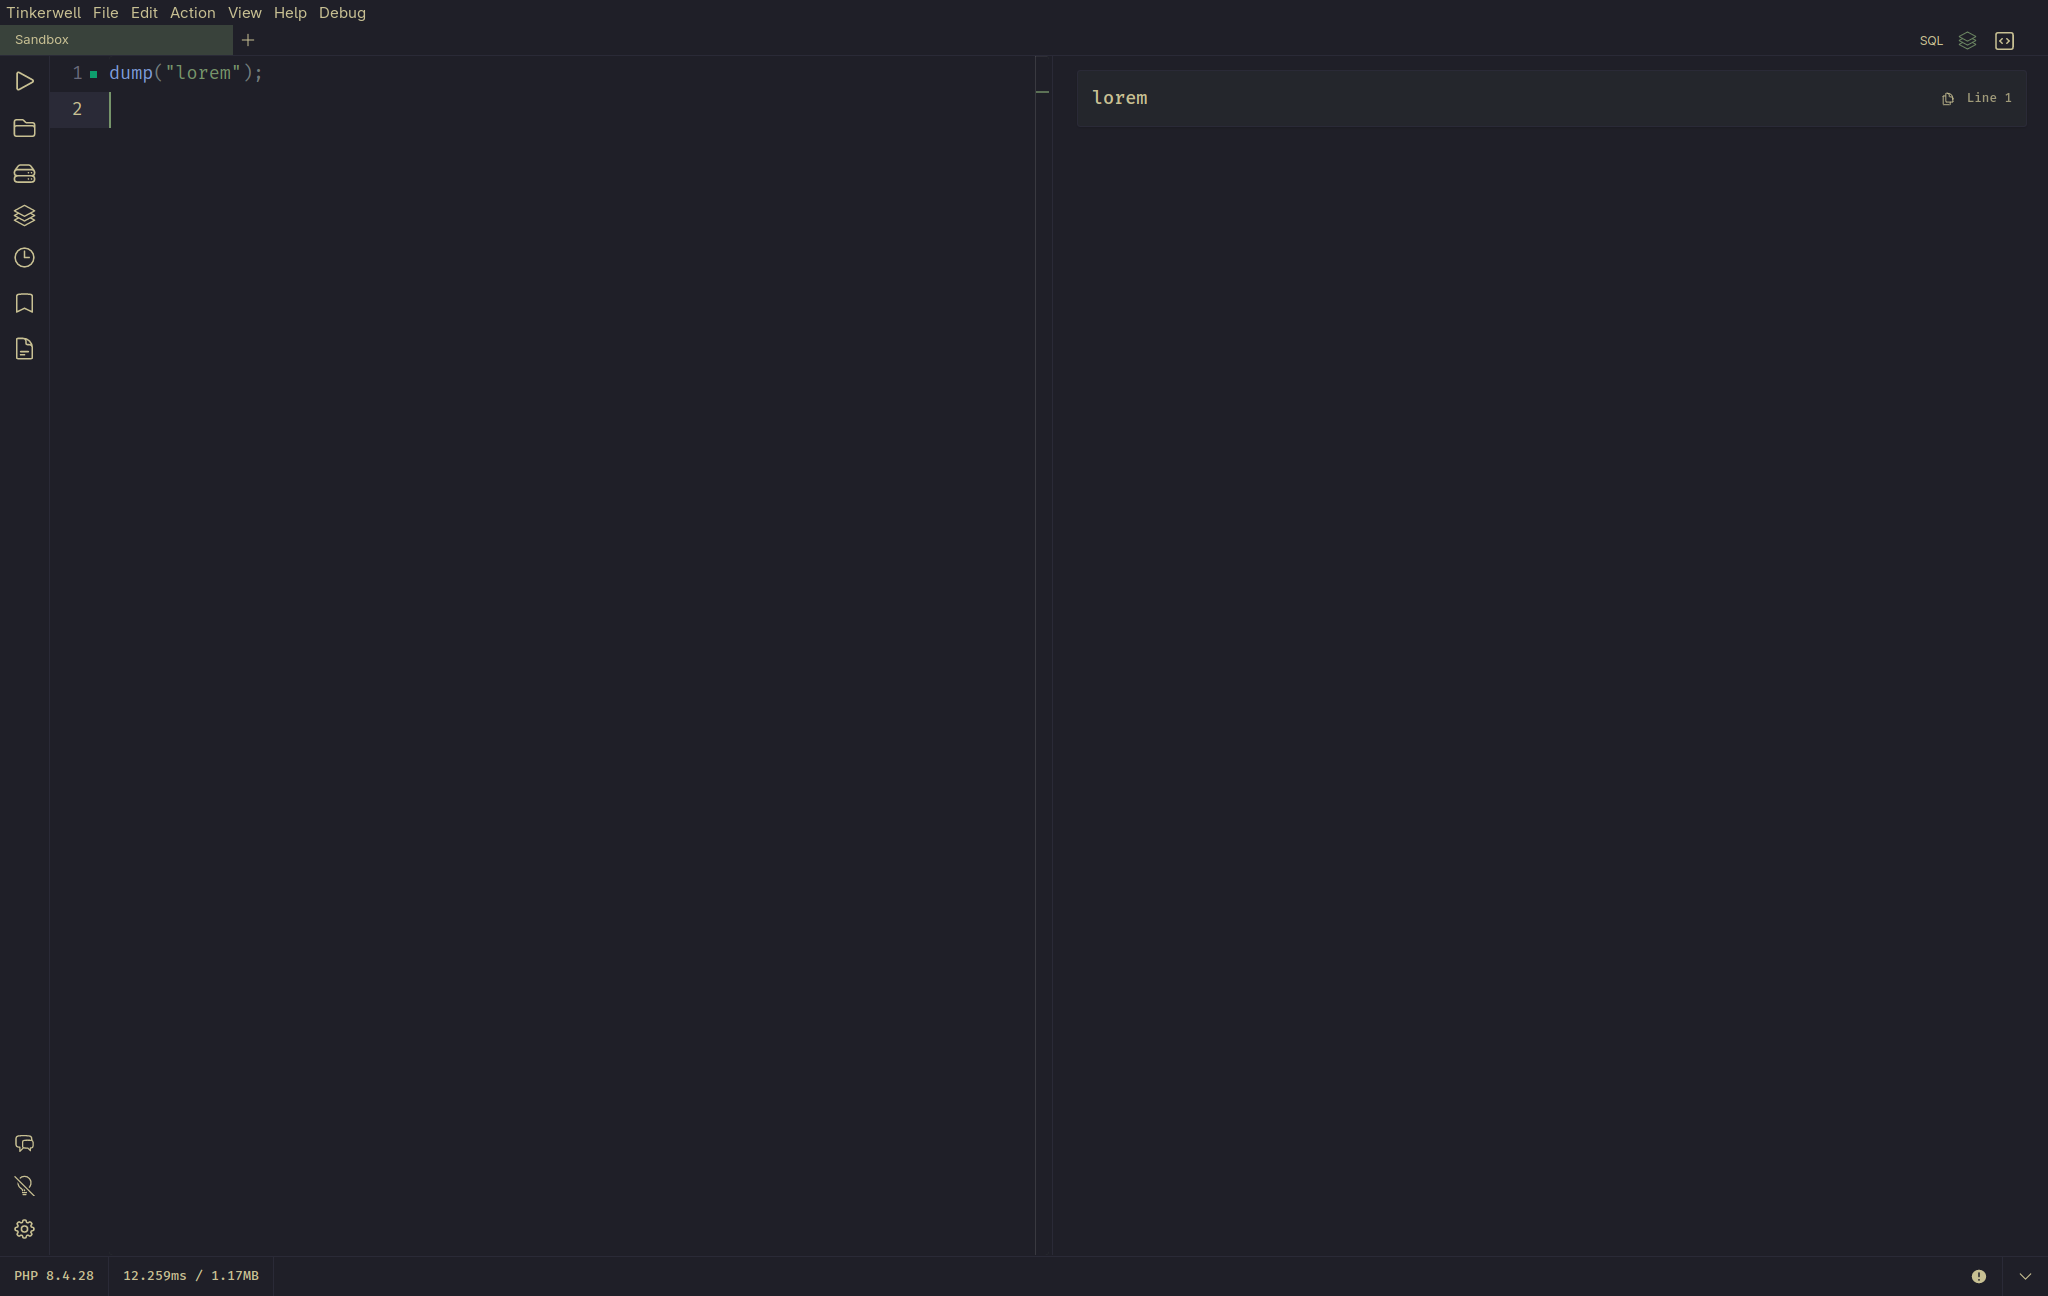 Tinkerwell File Edit Action View Help Debug
Sandbox
SQL
1 dump("lorem");
2
lorem
Line 1
PHP 8.4.28
12.259ms / 1.17MB